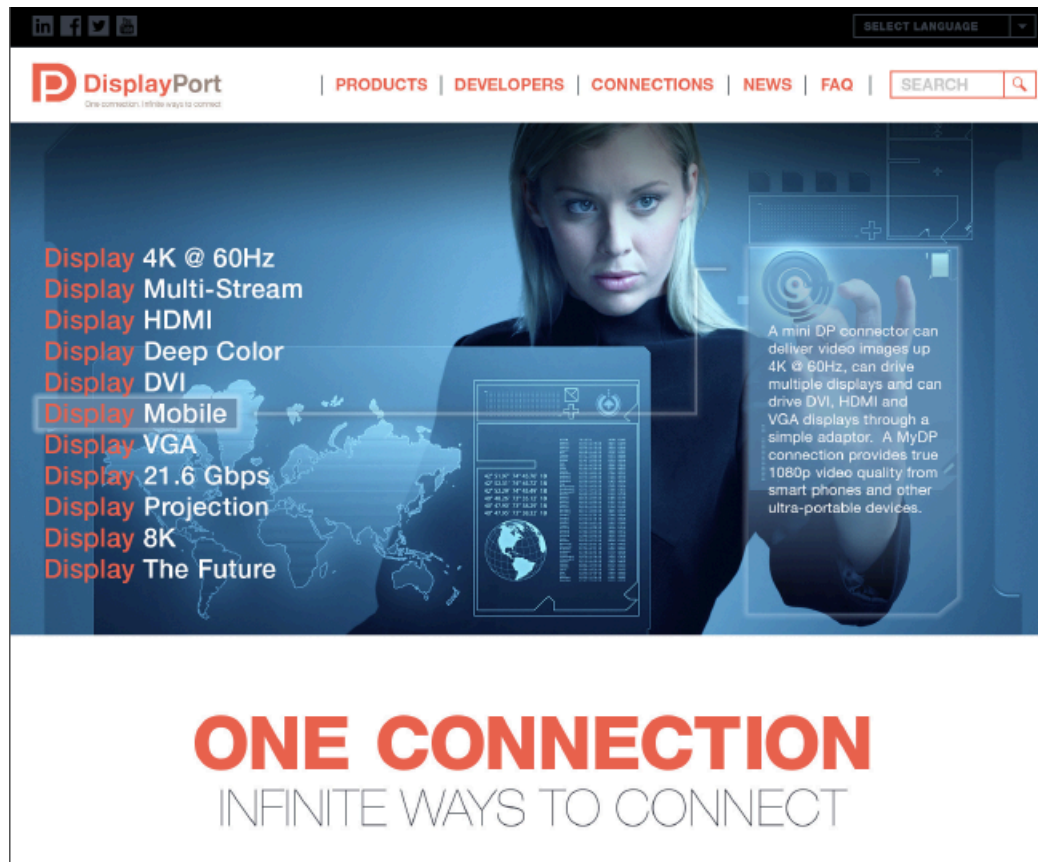 SELECT LANGUAGE
DisplayPort
One connection. Infinite ways to connect
PRODUCTS | DEVELOPERS | CONNECTIONS | NEWS | FAQ |
SEARCH
Display 4K @ 60Hz
Display Multi-Stream
Display HDMI
Display Deep Color
Display DVI
Display Mobile
Display VGA
Display 21.6 Gbps
Display Projection
Display 8K
Display The Future
A mini DP connector can
deliver video images up
4K @ 60Hz, can drive
multiple displays and can
drive DVI, HDMI and
VGA displays through a
simple adaptor. A MyDP
connection provides true
1080p video quality from
smart phones and other
ultra-portable devices.
ONE CONNECTION
INFINITE WAYS TO CONNECT